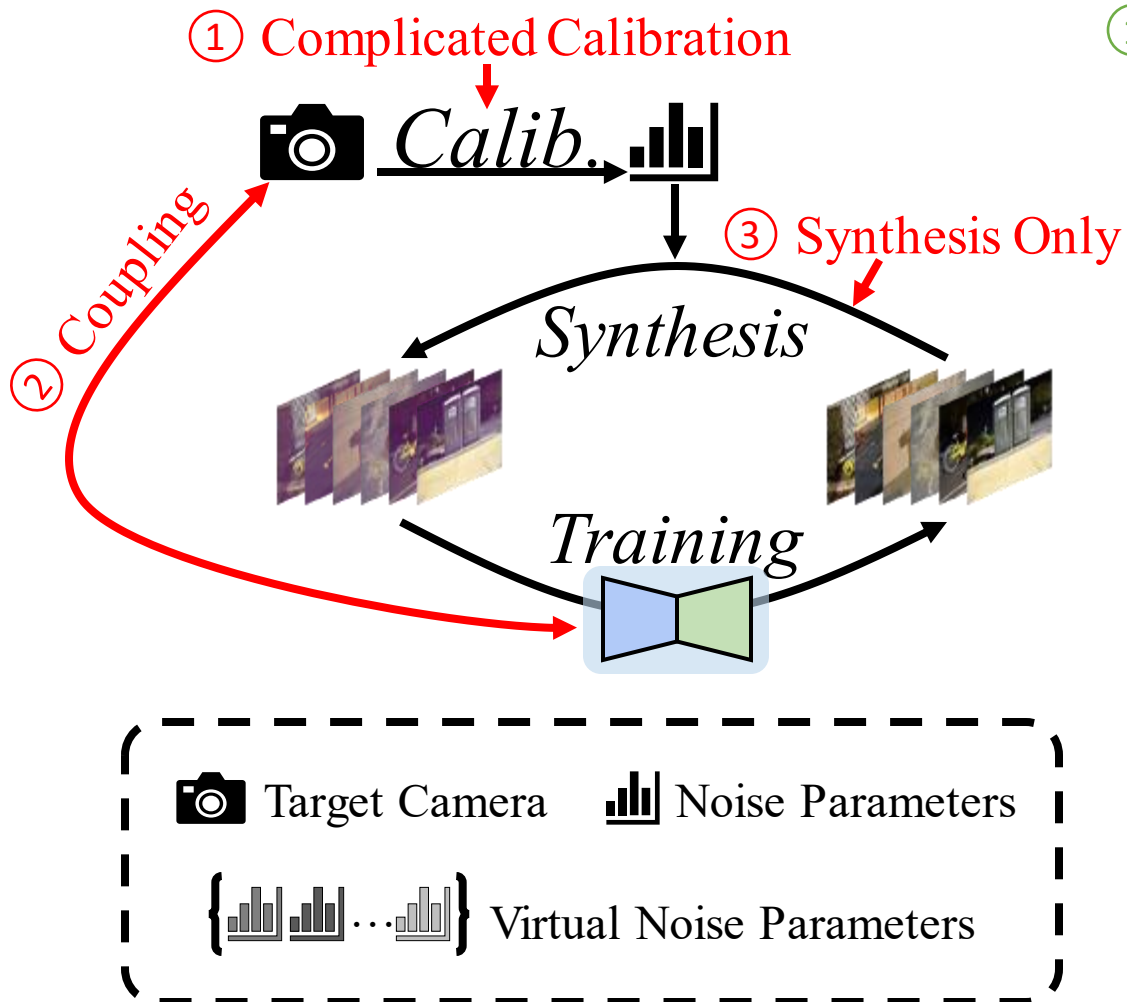 ① Complicated Calibration
Calib.
③ Synthesis Only
② Coupling
Synthesis
Training
Target Camera
Noise Parameters
{ ... } Virtual Noise Parameters